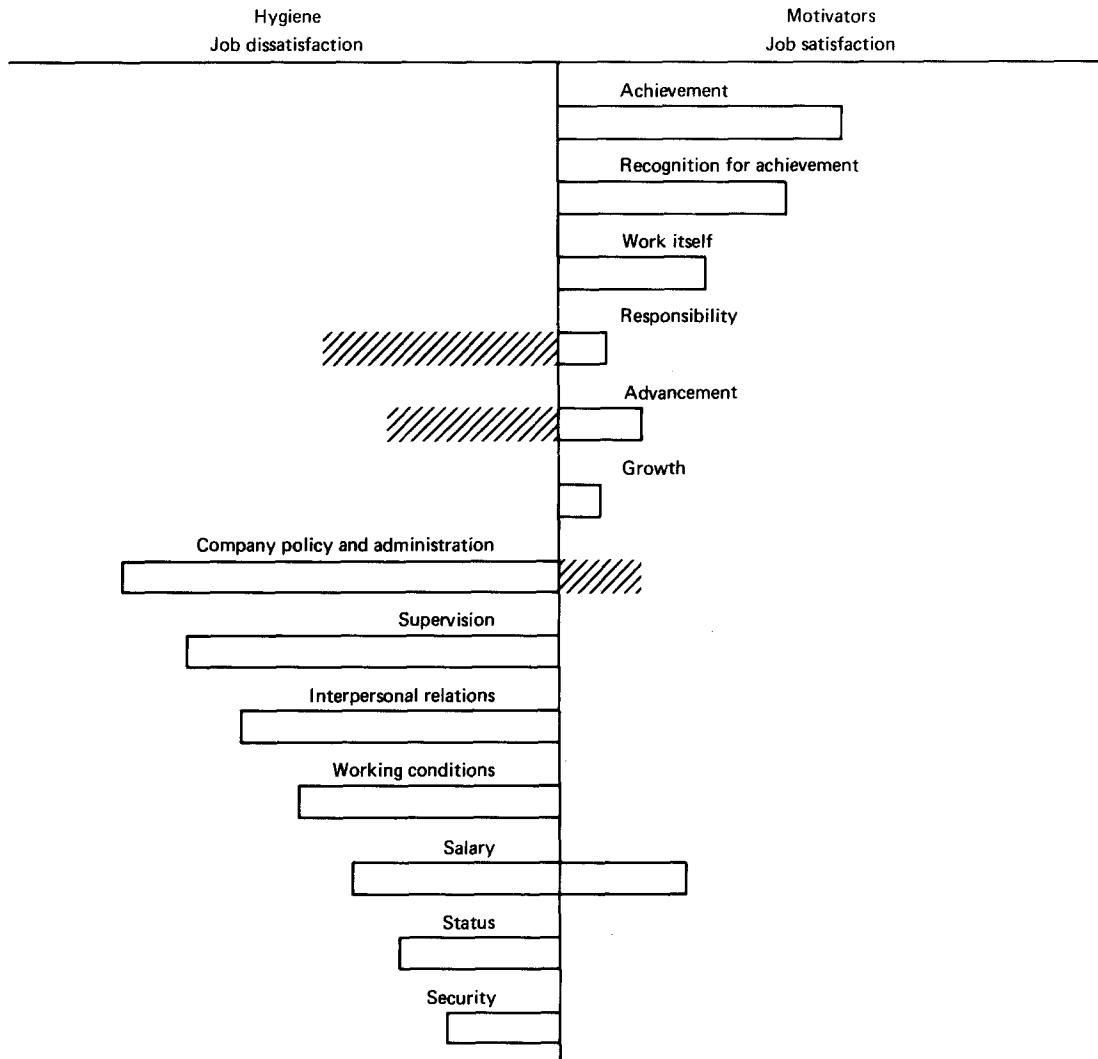 Hygiene
Job dissatisfaction
Motivators
Job satisfaction
Achievement
Recognition for achievement
Work itself
Responsibility
Advancement
Growth
Company policy and administration
Supervision
Interpersonal relations
Working conditions
Salary
Status
Security